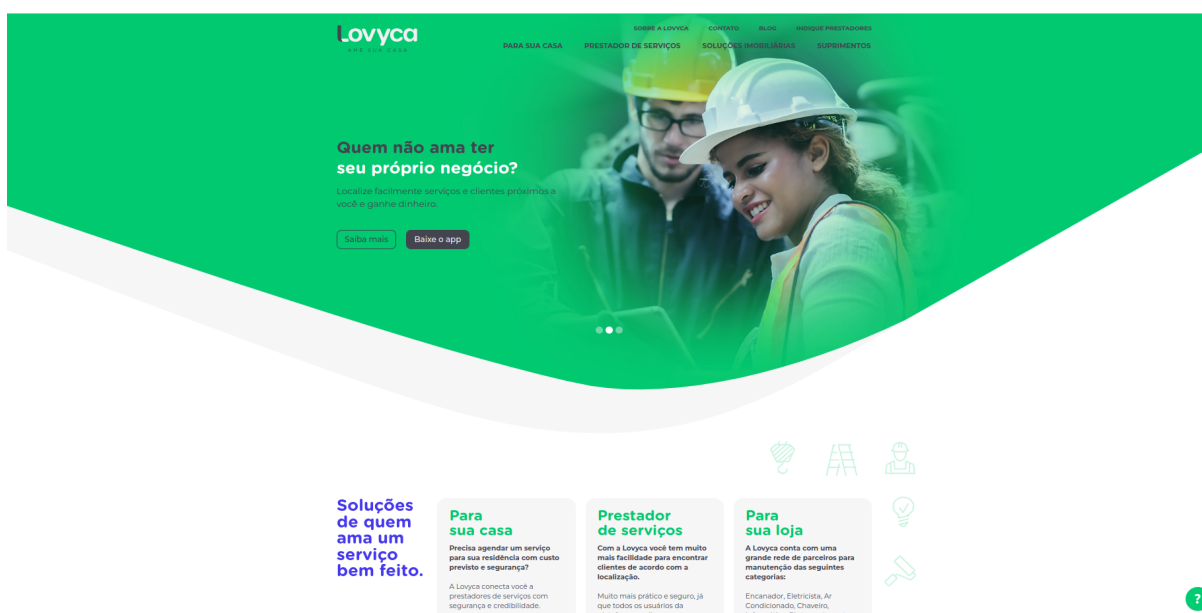 Lovyca
AME SUA CASA
SOBRE A LOVYCA CONTATO BLOG INDIQUE PRESTADORES
PARA SUA CASA PRESTADOR DE SERVIÇOS SOLUÇÕES IMOBILIÁRIAS SUPRIMENTOS
Quem não ama ter
seu próprio negócio?
Localize facilmente serviços e clientes próximos a
você e ganhe dinheiro.
Saiba mais Baixe o app
Soluções
de quem
ama um
serviço
bem feito.
Para
sua casa
Precisa agendar um serviço
para sua residência com custo
previsto e segurança?
A Lovyca conecta você a
prestadores de serviços com
segurança e credibilidade.
Prestador
de serviços
Com a Lovyca você tem muito
mais facilidade para encontrar
clientes de acordo com a
localização.
Muito mais prático e seguro, já
que todos os usuários da
Para
sua loja
A Lovyca conta com uma
grande rede de parceiros para
manutenção das seguintes
categorias:
Encanador, Eletricista, Ar
Condicionado, Chaveiro,
?